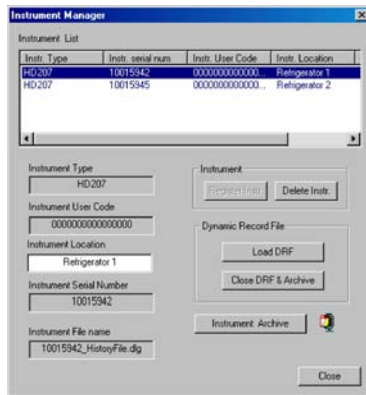 Instrument Manager
Instrument List
Instr. Type Instr. serial num Instr. User Code Instr. Location
HD207 10015942 0000000000000... Refrigerator 1
HD207 10015945 0000000000000... Refrigerator 2
Instrument Type
HD207
Instrument User Code
0000000000000000
Instrument Location
Refrigerator 1
Instrument Serial Number
10015942
Instrument File name
10015942_HistoryFile.dlg
Instrument
Register Instr. Delete Instr.
Dynamic Record File
Load DRF
Close DRF & Archive
Instrument Archive
Close